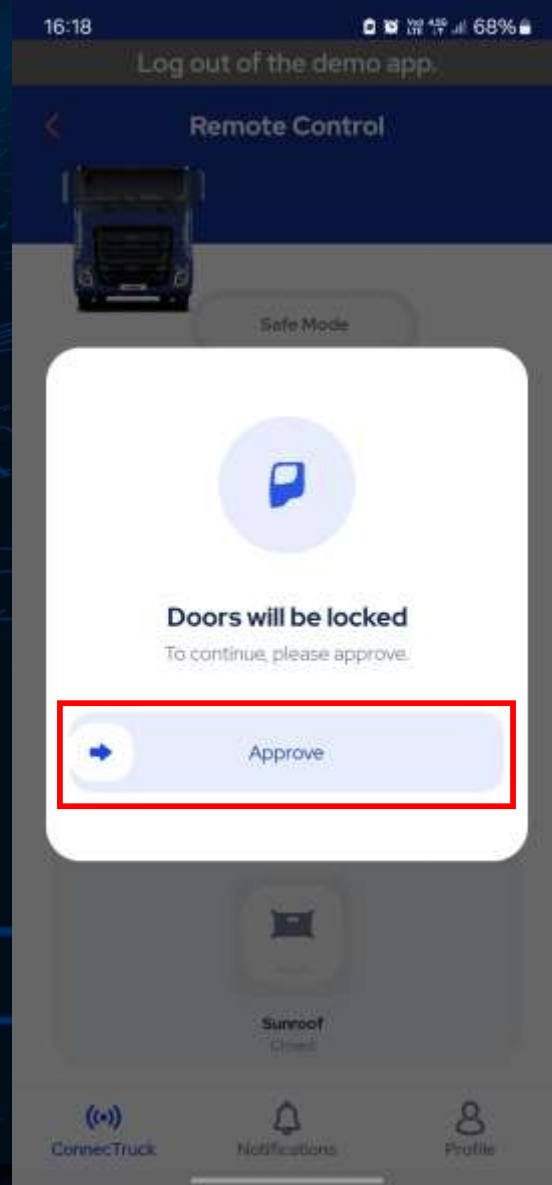 16:18
68%
Log out of the demo app.
Remote Control
Safe Mode
Doors will be locked
To continue, please approve.
Approve
Sunroof
Closed
ConnecTruck
Notifications
Profile